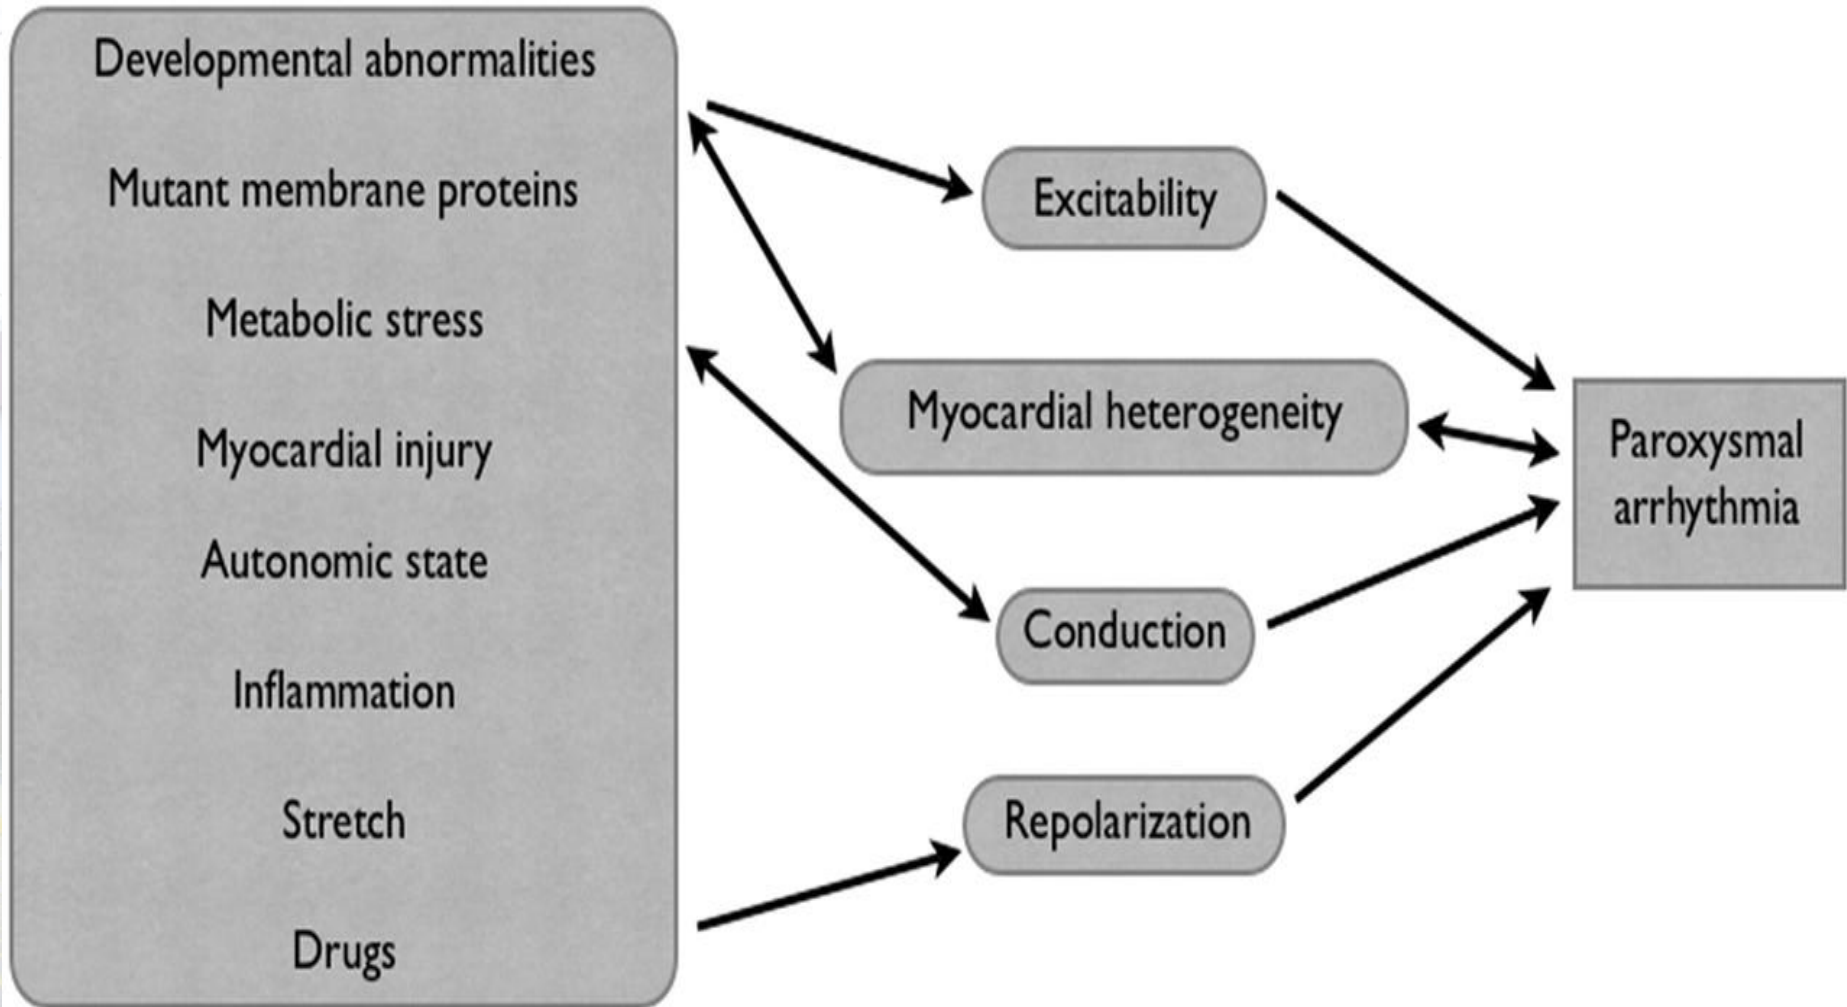 Developmental abnormalities
Mutant membrane proteins
Metabolic stress
Myocardial injury
Autonomic state
Inflammation
Stretch
Drugs
Excitability
Myocardial heterogeneity
Conduction
Repolarization
Paroxysmal
arrhythmia